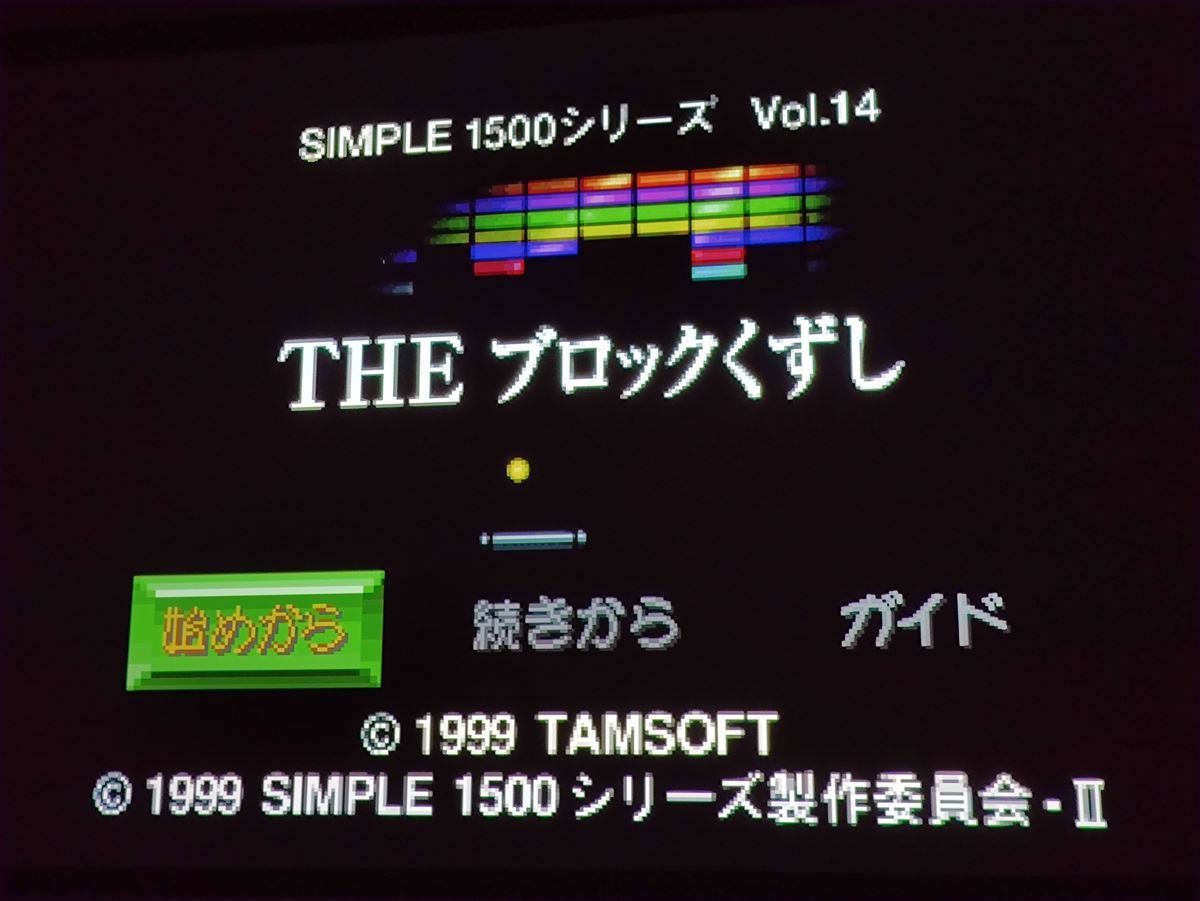 SIMPLE 1500シリーズ Vol.14
THE ブロックくずし
始めから 続きから ガイド
© 1999 TAMSOFT
© 1999 SIMPLE 1500シリーズ製作委員会・II